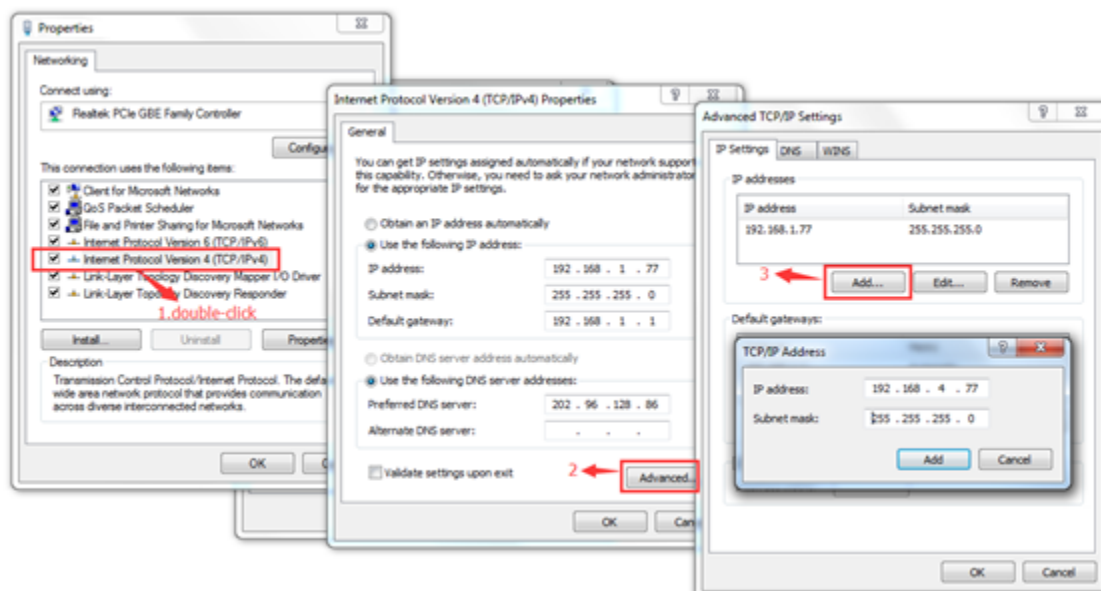 Properties
Networking
Connect using:
Realtek PCIe GBE Family Controller
Configu
This connection uses the following items:
Client for Microsoft Networks
QoS Packet Scheduler
File and Printer Sharing for Microsoft Networks
Internet Protocol Version 6 (TCP/IPv6)
Internet Protocol Version 4 (TCP/IPv4)
Link-Layer Topology Discovery Mapper I/O Driver
Link-Layer Topology Discovery Responder
1.double-click
Install...
Uninstall
Properti
Description
Transmission Control Protocol/Internet Protocol. The defa
wide area network protocol that provides communication
across diverse interconnected networks.
OK
C
Internet Protocol Version 4 (TCP/IPv4) Properties
General
You can get IP settings assigned automatically if your network support
this capability. Otherwise, you need to ask your network administrator
for the appropriate IP settings.
Obtain an IP address automatically
Use the following IP address:
IP address: 192 . 168 . 1 . 77
Subnet mask: 255 . 255 . 255 . 0
Default gateway: 192 . 168 . 1 . 1
Obtain DNS server address automatically
Use the following DNS server addresses:
Preferred DNS server: 202 . 96 . 128 . 86
Alternate DNS server: . . .
Validate settings upon exit
2
Advanced...
OK
Can
Advanced TCP/IP Settings
IP Settings DNS WINS
IP addresses
IP address Subnet mask
192.168.1.77 255.255.255.0
3
Add... Edit... Remove
Default gateways:
TCP/IP Address
IP address: 192 . 168 . 4 . 77
Subnet mask: 255 . 255 . 255 . 0
Add Cancel
OK Cancel